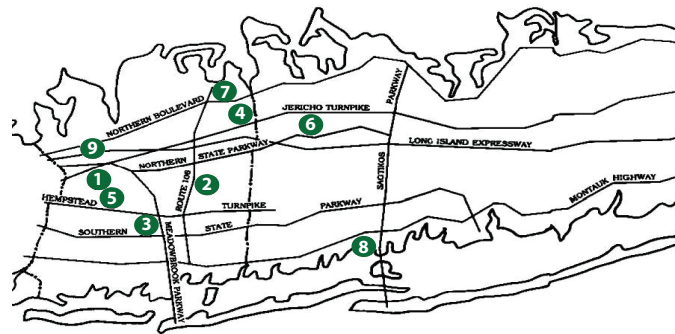 7
NORTHERN BOULEVARD
4
JERICHO TURNPIKE
PARKWAY
6
9
NORTHERN STATE PARKWAY
LONG ISLAND EXPRESSWAY
1
2
ROUTE 106
SAGTIKOS
5
HEMPSTEAD TURNPIKE
MONTAUK HIGHWAY
3
SOUTHERN STATE PARKWAY
MEADOWBROOK PARKWAY
8